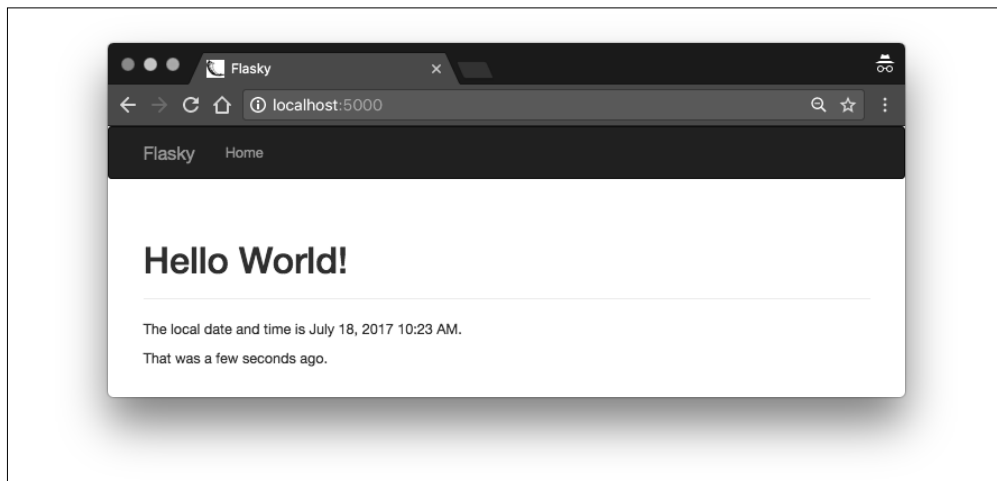 Flasky
localhost:5000
Flasky Home
Hello World!
The local date and time is July 18, 2017 10:23 AM.
That was a few seconds ago.